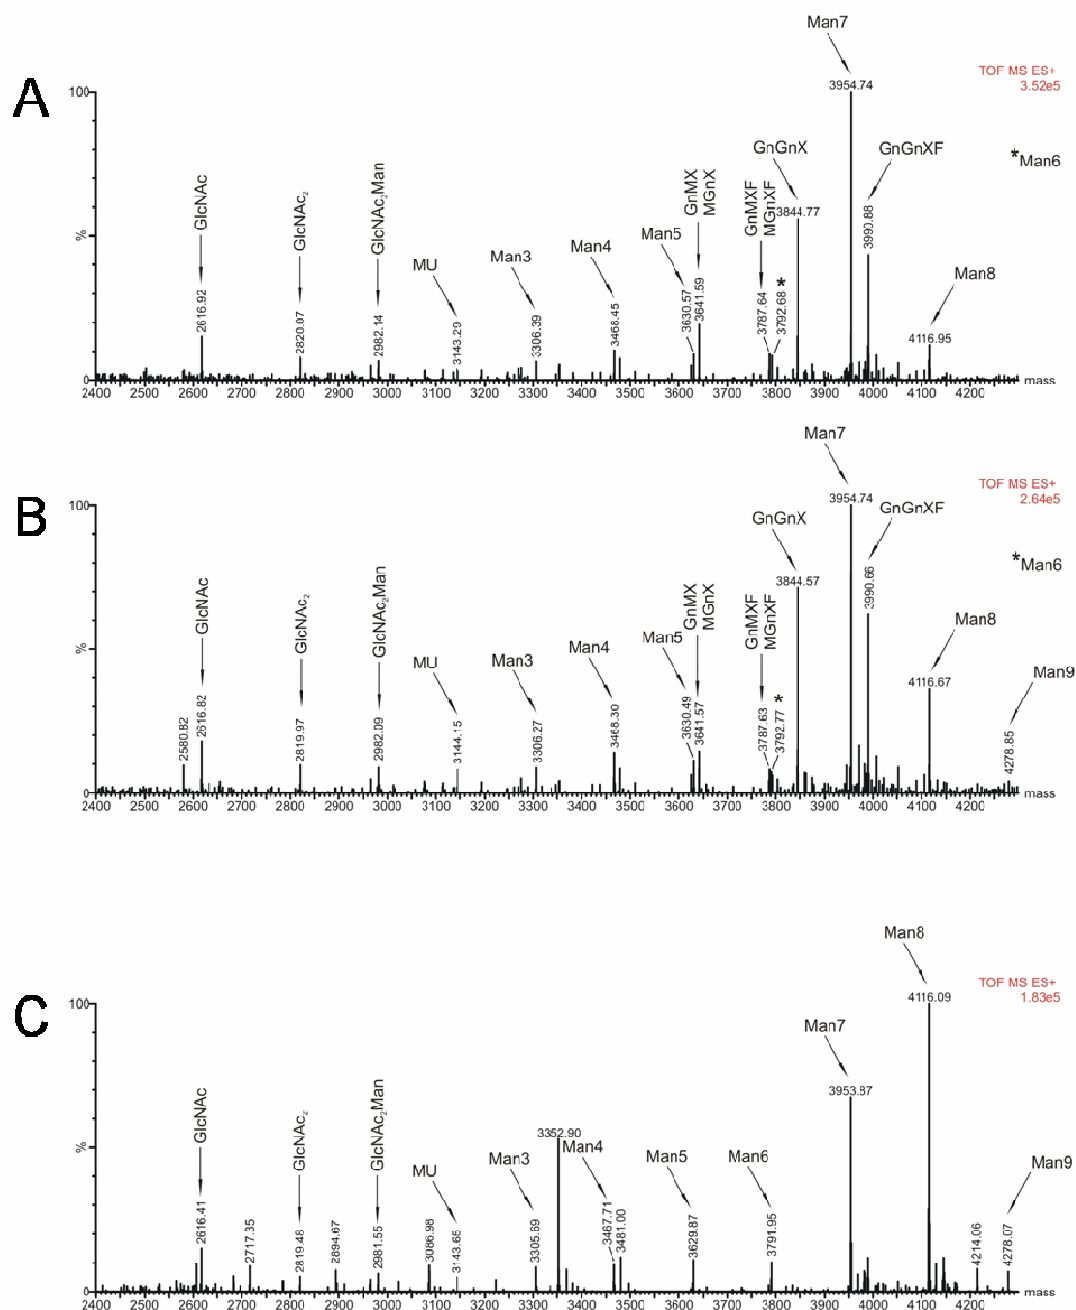 A
Man7
TOF MS ES+
3.52e5
100
3954.74
GnGnX
GnGnXF
*Man6
GlcNAc
GlcNAc2
GlcNAc2Man
GnMX
MGnX
GnMXF
MGnXF
3844.77
3990.88
%
MU
Man3
Man4
Man5
*
Man8
2616.92
2820.07
2982.14
3143.29
3306.39
3468.45
3630.57
3641.59
3787.64
3792.68
4116.95
0
2400 2500 2600 2700 2800 2900 3000 3100 3200 3300 3400 3500 3600 3700 3800 3900 4000 4100 4200
mass
B
Man7
TOF MS ES+
2.64e5
100
3954.74
GnGnX
GnGnXF
*Man6
GlcNAc
GlcNAc2
GlcNAc2Man
GnMX
MGnX
GnMXF
MGnXF
3844.57
3990.66
%
MU
Man3
Man4
Man5
*
Man8
Man9
2580.82
2616.82
2819.97
2982.09
3144.15
3306.27
3468.30
3630.49
3641.57
3787.63
3792.77
4116.67
4278.85
0
2400 2500 2600 2700 2800 2900 3000 3100 3200 3300 3400 3500 3600 3700 3800 3900 4000 4100 4200
mass
C
Man8
TOF MS ES+
1.83e5
100
4116.09
Man7
3953.87
GlcNAc
GlcNAc2
GlcNAc2Man
3352.90
%
MU
Man3
Man4
Man5
Man6
Man9
2616.41
2717.35
2819.48
2894.67
2981.55
3086.98
3143.65
3305.69
3467.71
3481.00
3629.87
3791.95
4214.06
4278.07
0
2400 2500 2600 2700 2800 2900 3000 3100 3200 3300 3400 3500 3600 3700 3800 3900 4000 4100 4200
mass